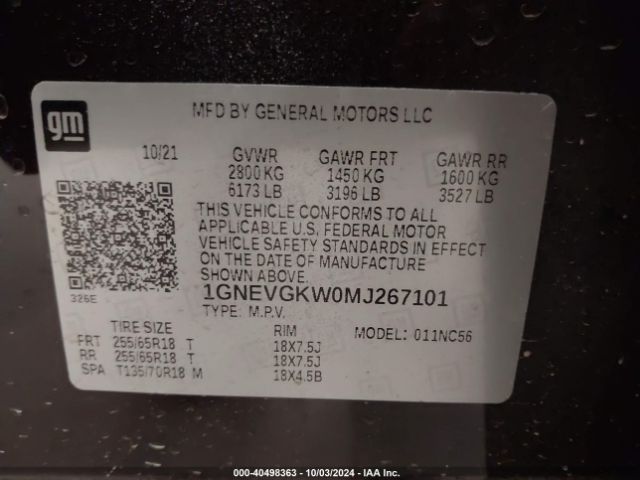 gm
MFD BY GENERAL MOTORS LLC
10/21 GVWR GAWR FRT GAWR RR
2800 KG 1450 KG 1600 KG
6173 LB 3196 LB 3527 LB
THIS VEHICLE CONFORMS TO ALL
APPLICABLE U.S. FEDERAL MOTOR
VEHICLE SAFETY STANDARDS IN EFFECT
ON THE DATE OF MANUFACTURE
SHOWN ABOVE.
326E
1GNEVGKW0MJ267101
TYPE: M.P.V.
TIRE SIZE RIM MODEL: 011NC56
FRT 255/65R18 T 18X7.5J
RR 255/65R18 T 18X7.5J
SPA T135/70R18 M 18X4.5B
000-40498363 - 10/03/2024 - IAA Inc.